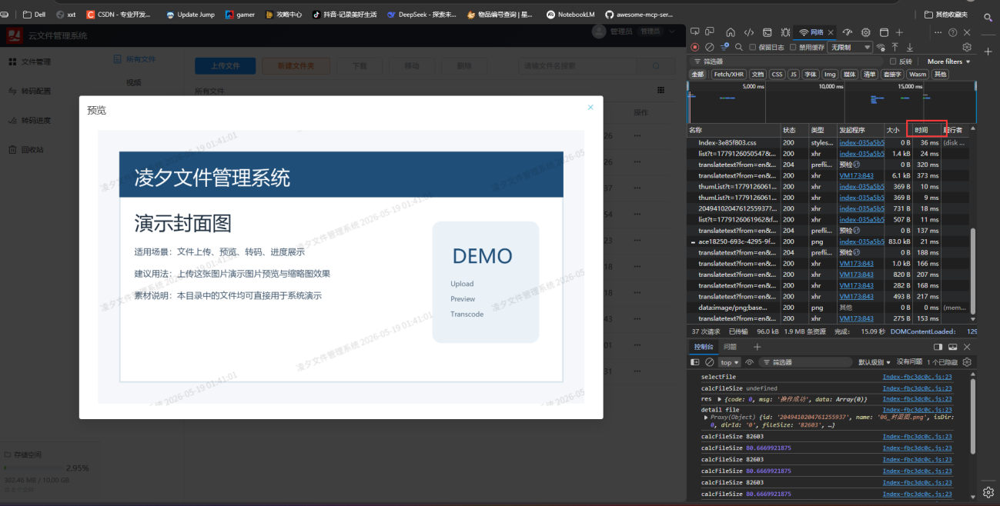 Dell
xxt
CSDN - 专业开发...
Update Jump
gamer
攻略中心
抖音-记录美好生活
DeepSeek - 探索未...
物品编号查询 | 星...
NotebookLM
awesome-mcp-ser...
其他收藏夹
云文件管理系统
管理员
管理员
文件管理
转码配置
转码进度
回收站
所有文件
视频
上传文件
新建文件夹
下载
移动
删除
请输入文件名搜索
所有文件
操作
预览
凌夕文件管理系统
演示封面图
适用场景：文件上传、预览、转码、进度展示
建议用法：上传这张图片演示图片预览与缩略图效果
素材说明：本目录中的文件均可直接用于系统演示
DEMO
Upload
Preview
Transcode
凌夕文件管理系统 2026-05-19 01:41:01
存储空间
2.95%
302.46 MB / 10.00 GB
网络
保留日志
禁用缓存
无限制
筛选器
反转
More filters
全部
Fetch/XHR
文档
CSS
JS
字体
Img
媒体
清单
套接字
Wasm
其他
5,000 ms
10,000 ms
15,000 ms
名称 状态 类型 发起程序 大小 时间 履行者
Index-3e85f803.css 200 styles... index-035a5b5 0 B 36 ms (disk ...
list?t=1779126050547&... 200 xhr index-035a5b5 1.4 kB 24 ms
translatetext?from=en&... 204 prefli... 预检 0 B 320 ms
translatetext?from=en&... 200 xhr VM173:843 6.1 kB 373 ms
thumList?t=1779126061... 200 xhr index-035a5b5 369 B 10 ms
thumList?t=1779126061... 200 xhr index-035a5b5 369 B 9 ms
2049410204761255937?... 200 xhr index-035a5b5 731 B 18 ms
list?t=1779126061962&f... 200 xhr index-035a5b5 507 B 11 ms
translatetext?from=en&... 204 prefli... 预检 0 B 137 ms
ace18250-693c-4295-9f... 200 png index-035a5b5 83.0 kB 21 ms
translatetext?from=en&... 204 prefli... 预检 0 B 188 ms
translatetext?from=en&... 200 xhr VM173:843 1.0 kB 166 ms
translatetext?from=en&... 200 xhr VM173:843 820 B 207 ms
translatetext?from=en&... 200 xhr VM173:843 282 B 168 ms
translatetext?from=en&... 200 xhr VM173:843 493 B 217 ms
data:image/png;base... 200 png 其他 0 B 0 ms (mem...
translatetext?from=en&... 200 xhr VM173:843 275 B 153 ms
37 次请求 已传输 96.0 kB 1.9 MB 条资源 完成： 15.09 秒 DOMContentLoaded: 129
控制台
问题
top
筛选器
默认级别
没有问题
1 个已隐藏
selectFile Index-fbc3dc0c.js:23
calcFileSize undefined Index-fbc3dc0c.js:23
res {code: 0, msg: '操作成功', data: Array(0)} Index-fbc3dc0c.js:23
detail file Index-fbc3dc0c.js:23
Proxy(Object) {id: '2049410204761255937', name: '06_封面图.png', isDir:
0, dirId: '0', fileSize: '82603', …}
calcFileSize 82603 Index-fbc3dc0c.js:23
calcFileSize 80.6669921875 Index-fbc3dc0c.js:23
calcFileSize 82603 Index-fbc3dc0c.js:23
calcFileSize 80.6669921875 Index-fbc3dc0c.js:23
calcFileSize 82603 Index-fbc3dc0c.js:23
calcFileSize 80.6669921875 Index-fbc3dc0c.js:23